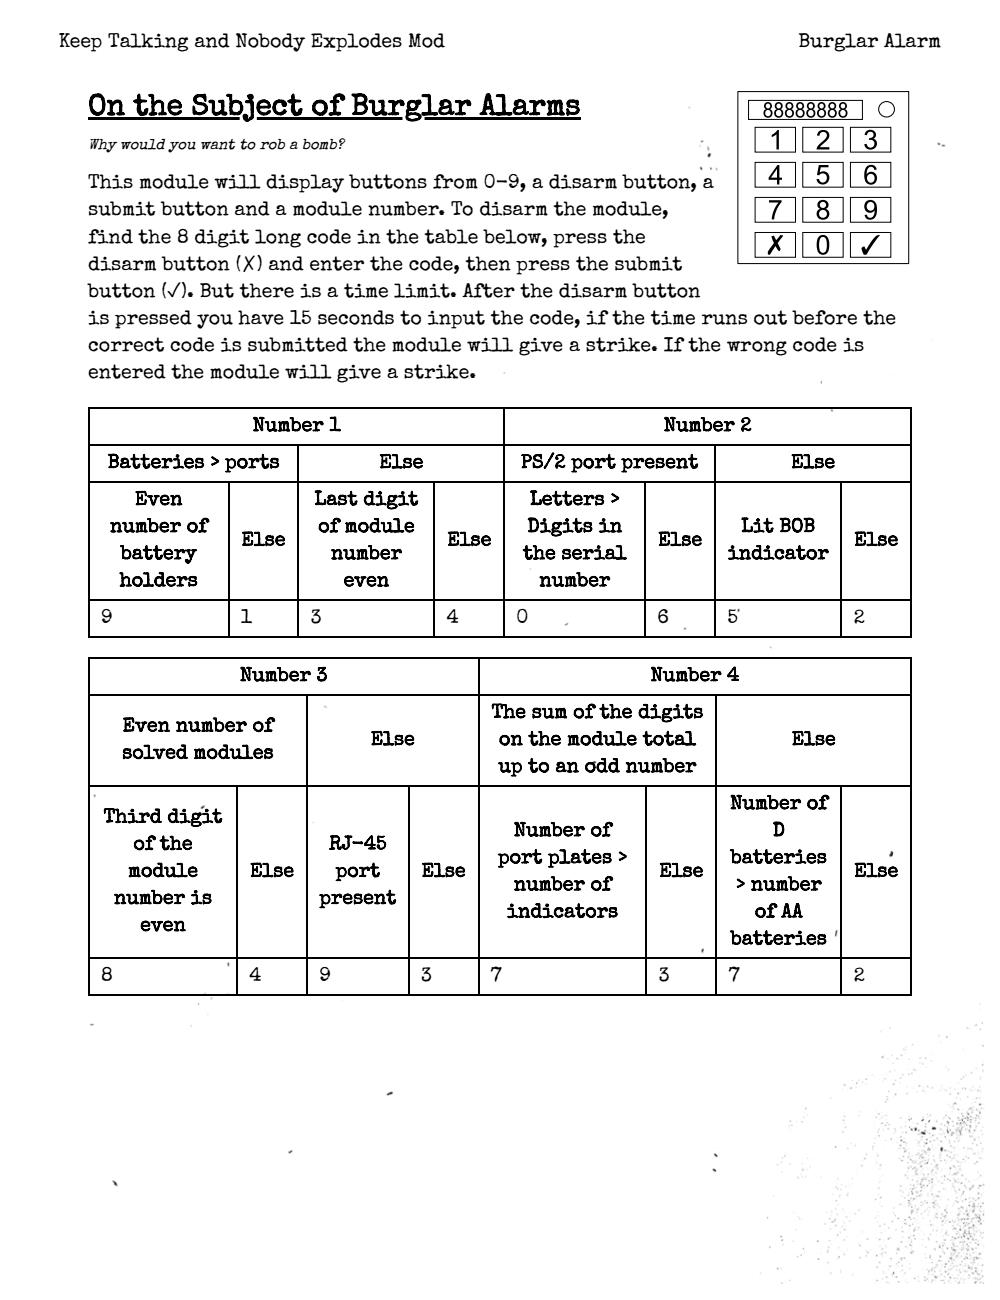 Keep Talking and Nobody Explodes Mod
Burglar Alarm
On the Subject of Burglar Alarms
Why would you want to rob a bomb?
88888888
1 2 3
4 5 6
7 8 9
✗ 0 ✓
This module will display buttons from 0-9, a disarm button, a
submit button and a module number. To disarm the module,
find the 8 digit long code in the table below, press the
disarm button (X) and enter the code, then press the submit
button (✓). But there is a time limit. After the disarm button
is pressed you have 15 seconds to input the code, if the time runs out before the
correct code is submitted the module will give a strike. If the wrong code is
entered the module will give a strike.
Number 1
Number 2
Batteries > ports
Else
PS/2 port present
Else
Even
number of
battery
holders
Else
Last digit
of module
number
even
Else
Letters >
Digits in
the serial
number
Else
Lit BOB
indicator
Else
9 1 3 4 0 6 5 2
Number 3
Number 4
Even number of
solved modules
Else
The sum of the digits
on the module total
up to an odd number
Else
Third digit
of the
module
number is
even
Else
RJ-45
port
present
Else
Number of
port plates >
number of
indicators
Else
Number of
D
batteries
> number
of AA
batteries
Else
8 4 9 3 7 3 7 2